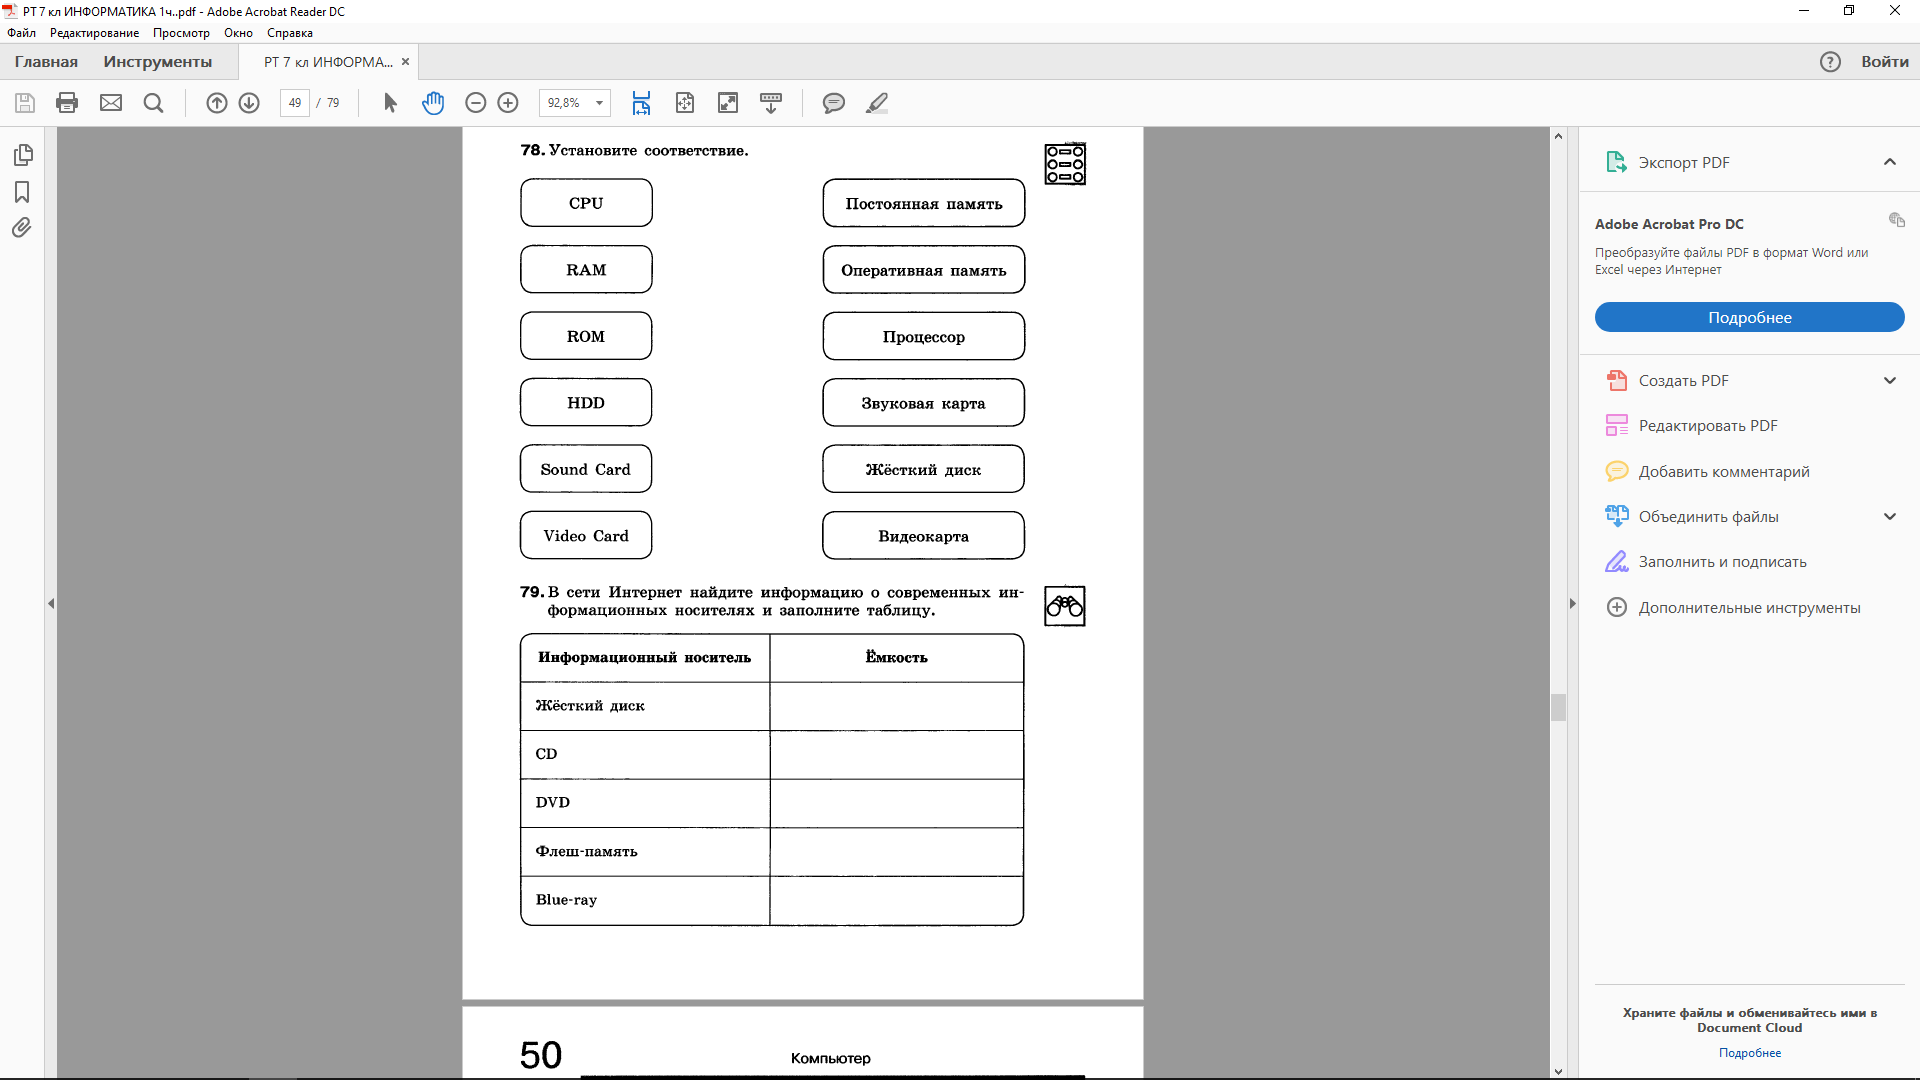 РТ 7 кл ИНФОРМАТИКА 1ч..pdf - Adobe Acrobat Reader DC
Файл Редактирование Просмотр Окно Справка
Главная Инструменты РТ 7 кл ИНФОРМА... × Войти
49 / 79 92,8%
78. Установите соответствие.
CPU Постоянная память
RAM Оперативная память
ROM Процессор
HDD Звуковая карта
Sound Card Жёсткий диск
Video Card Видеокарта
79. В сети Интернет найдите информацию о современных ин-
формационных носителях и заполните таблицу.
Информационный носитель Ёмкость
Жёсткий диск
CD
DVD
Флеш-память
Blue-ray
50 Компьютер
Экспорт PDF
Adobe Acrobat Pro DC
Преобразуйте файлы PDF в формат Word или
Excel через Интернет
Подробнее
Создать PDF
Редактировать PDF
Добавить комментарий
Объединить файлы
Заполнить и подписать
Дополнительные инструменты
Храните файлы и обменивайтесь ими в
Document Cloud
Подробнее